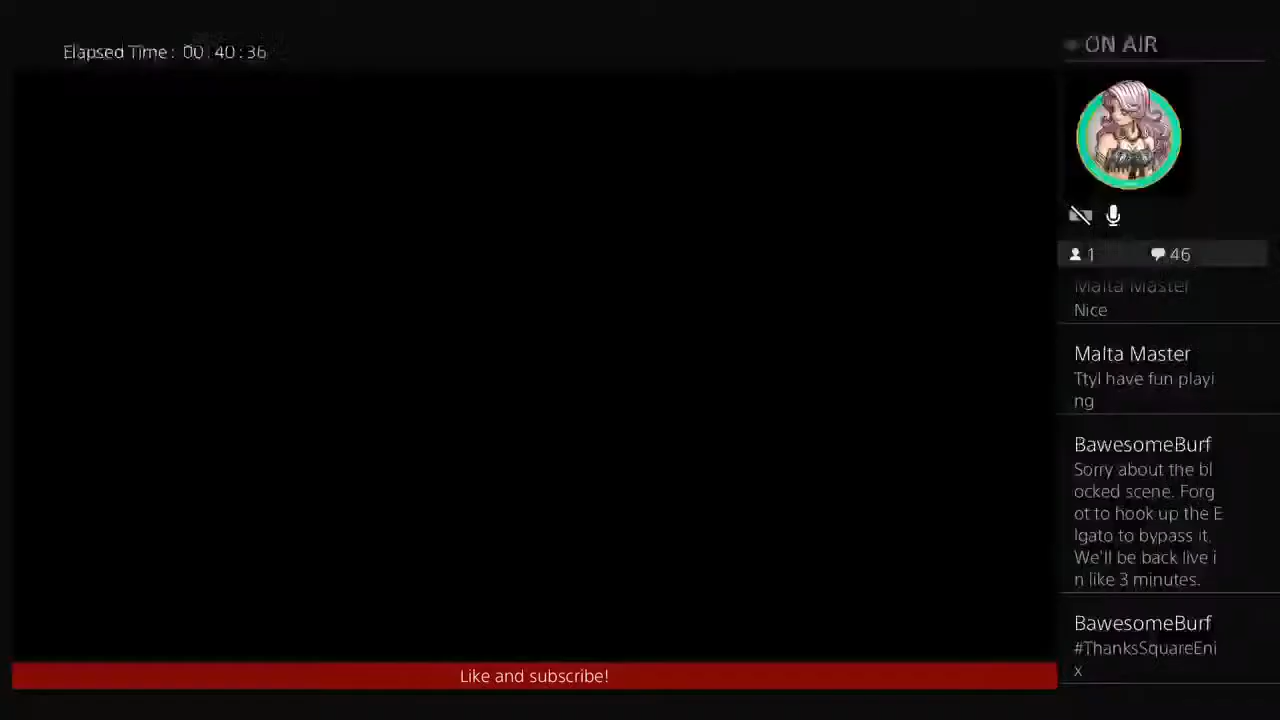 Elapsed Time: 00:40:36
ON AIR
1
46
Malta Master
Nice
Malta Master
Ttyl have fun playi
ng
BawesomeBurf
Sorry about the bl
ocked scene. Forg
ot to hook up the E
lgato to bypass it.
We'll be back live i
n like 3 minutes.
BawesomeBurf
#ThanksSquareEni
x
Like and subscribe!